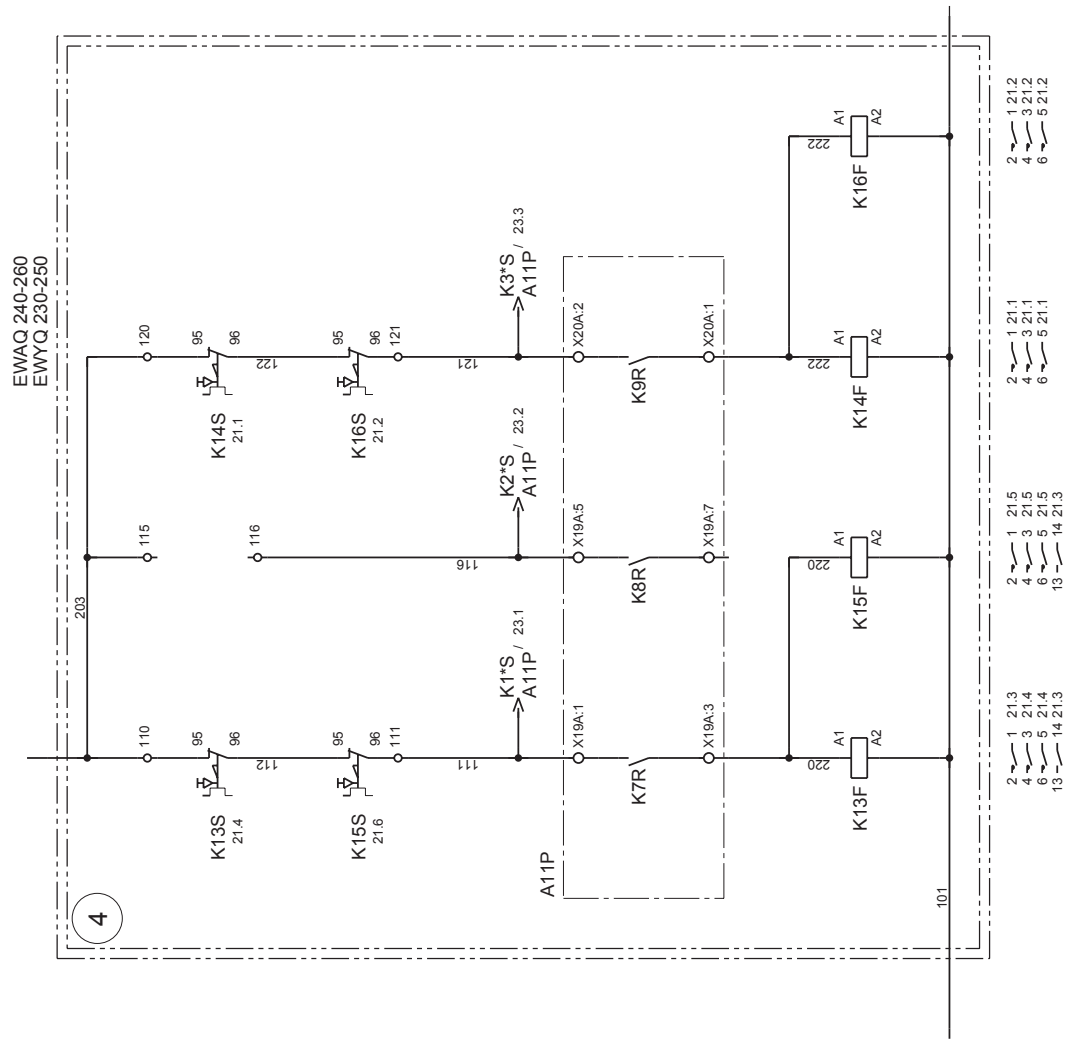 EWAQ 240-260
EWYQ 230-250
4
203
110
115
120
95
96
K13S
21.4
112
95
96
K14S
21.1
122
95
96
K15S
21.6
111
116
95
96
K16S
21.2
121
111
116
121
K1*S / 23.1
A11P
K2*S / 23.2
A11P
K3*S / 23.3
A11P
A11P
X19A:1
X19A:5
X20A:2
K7R
K8R
K9R
X19A:3
X19A:7
X20A:1
220
220
222
222
A1
A2
K13F
A1
A2
K15F
A1
A2
K14F
A1
A2
K16F
101
2 1 21.3
4 3 21.4
6 5 21.4
13 14 21.3
2 1 21.5
4 3 21.5
6 5 21.5
13 14 21.3
2 1 21.1
4 3 21.1
6 5 21.1
2 1 21.2
4 3 21.2
6 5 21.2